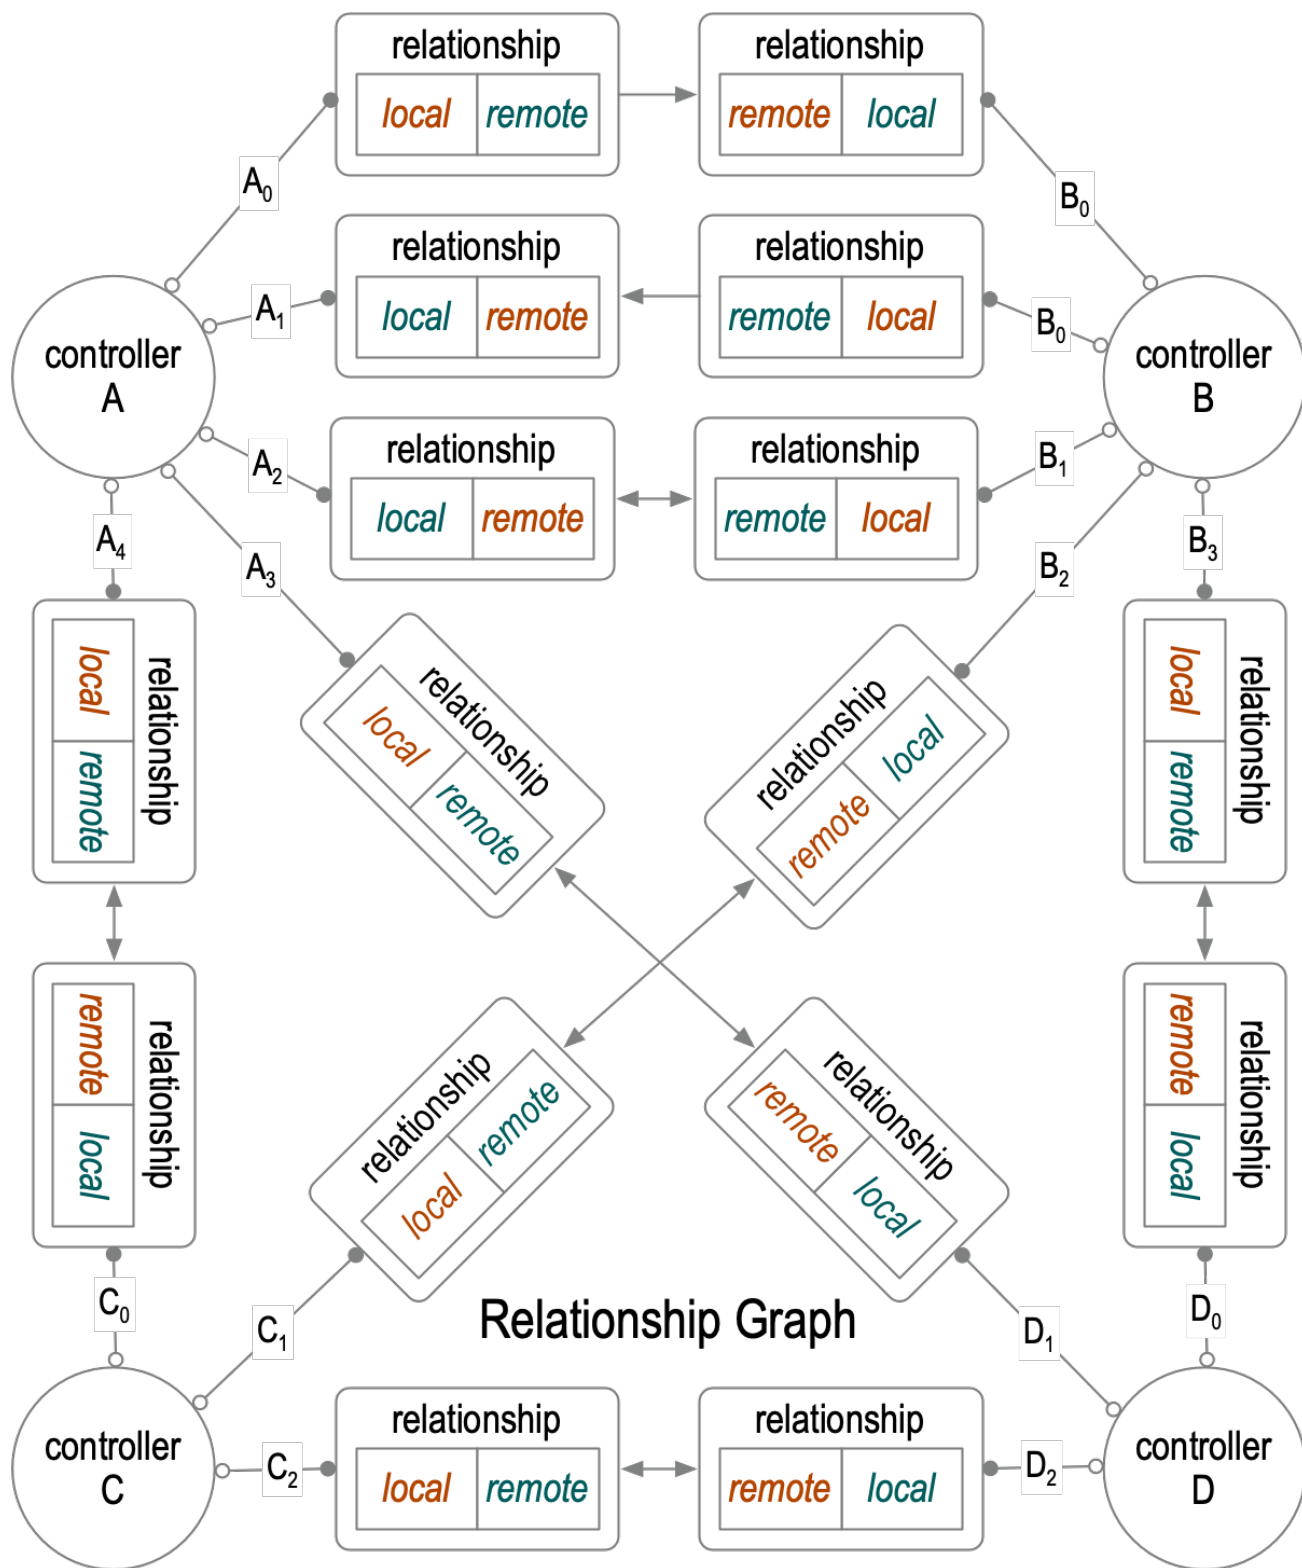 relationship
local remote
relationship
remote local
A₀
B₀
relationship
local remote
relationship
remote local
A₁
B₀
controller
A
controller
B
relationship
local remote
relationship
remote local
A₂
B₁
A₄
A₃
B₂
B₃
relationship
local remote
relationship
local remote
relationship
remote local
relationship
local remote
relationship
remote local
relationship
local remote
relationship
remote local
relationship
remote local
C₀
C₁
Relationship Graph
D₁
D₀
controller
C
C₂
relationship
local remote
relationship
remote local
D₂
controller
D